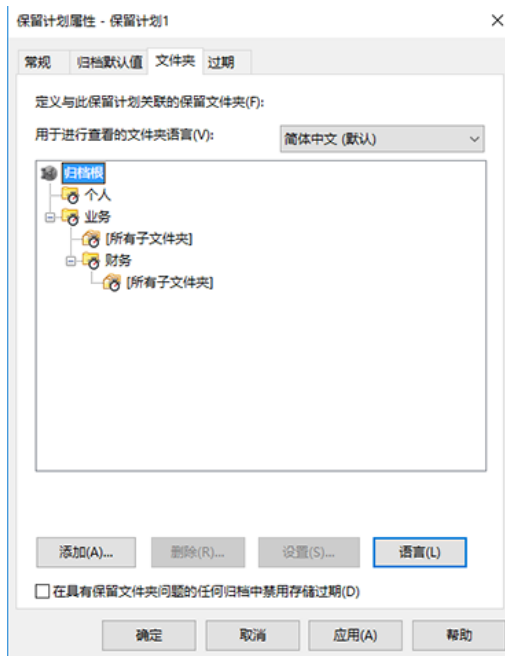 保留计划属性 - 保留计划1
常规 归档默认值 文件夹 过期
定义与此保留计划关联的保留文件夹(F):
用于进行查看的文件夹语言(V): 简体中文 (默认)
归档根
个人
业务
[所有子文件夹]
财务
[所有子文件夹]
添加(A)... 删除(R)... 设置(S)... 语言(L)
在具有保留文件夹问题的任何归档中禁用存储过期(D)
确定 取消 应用(A) 帮助